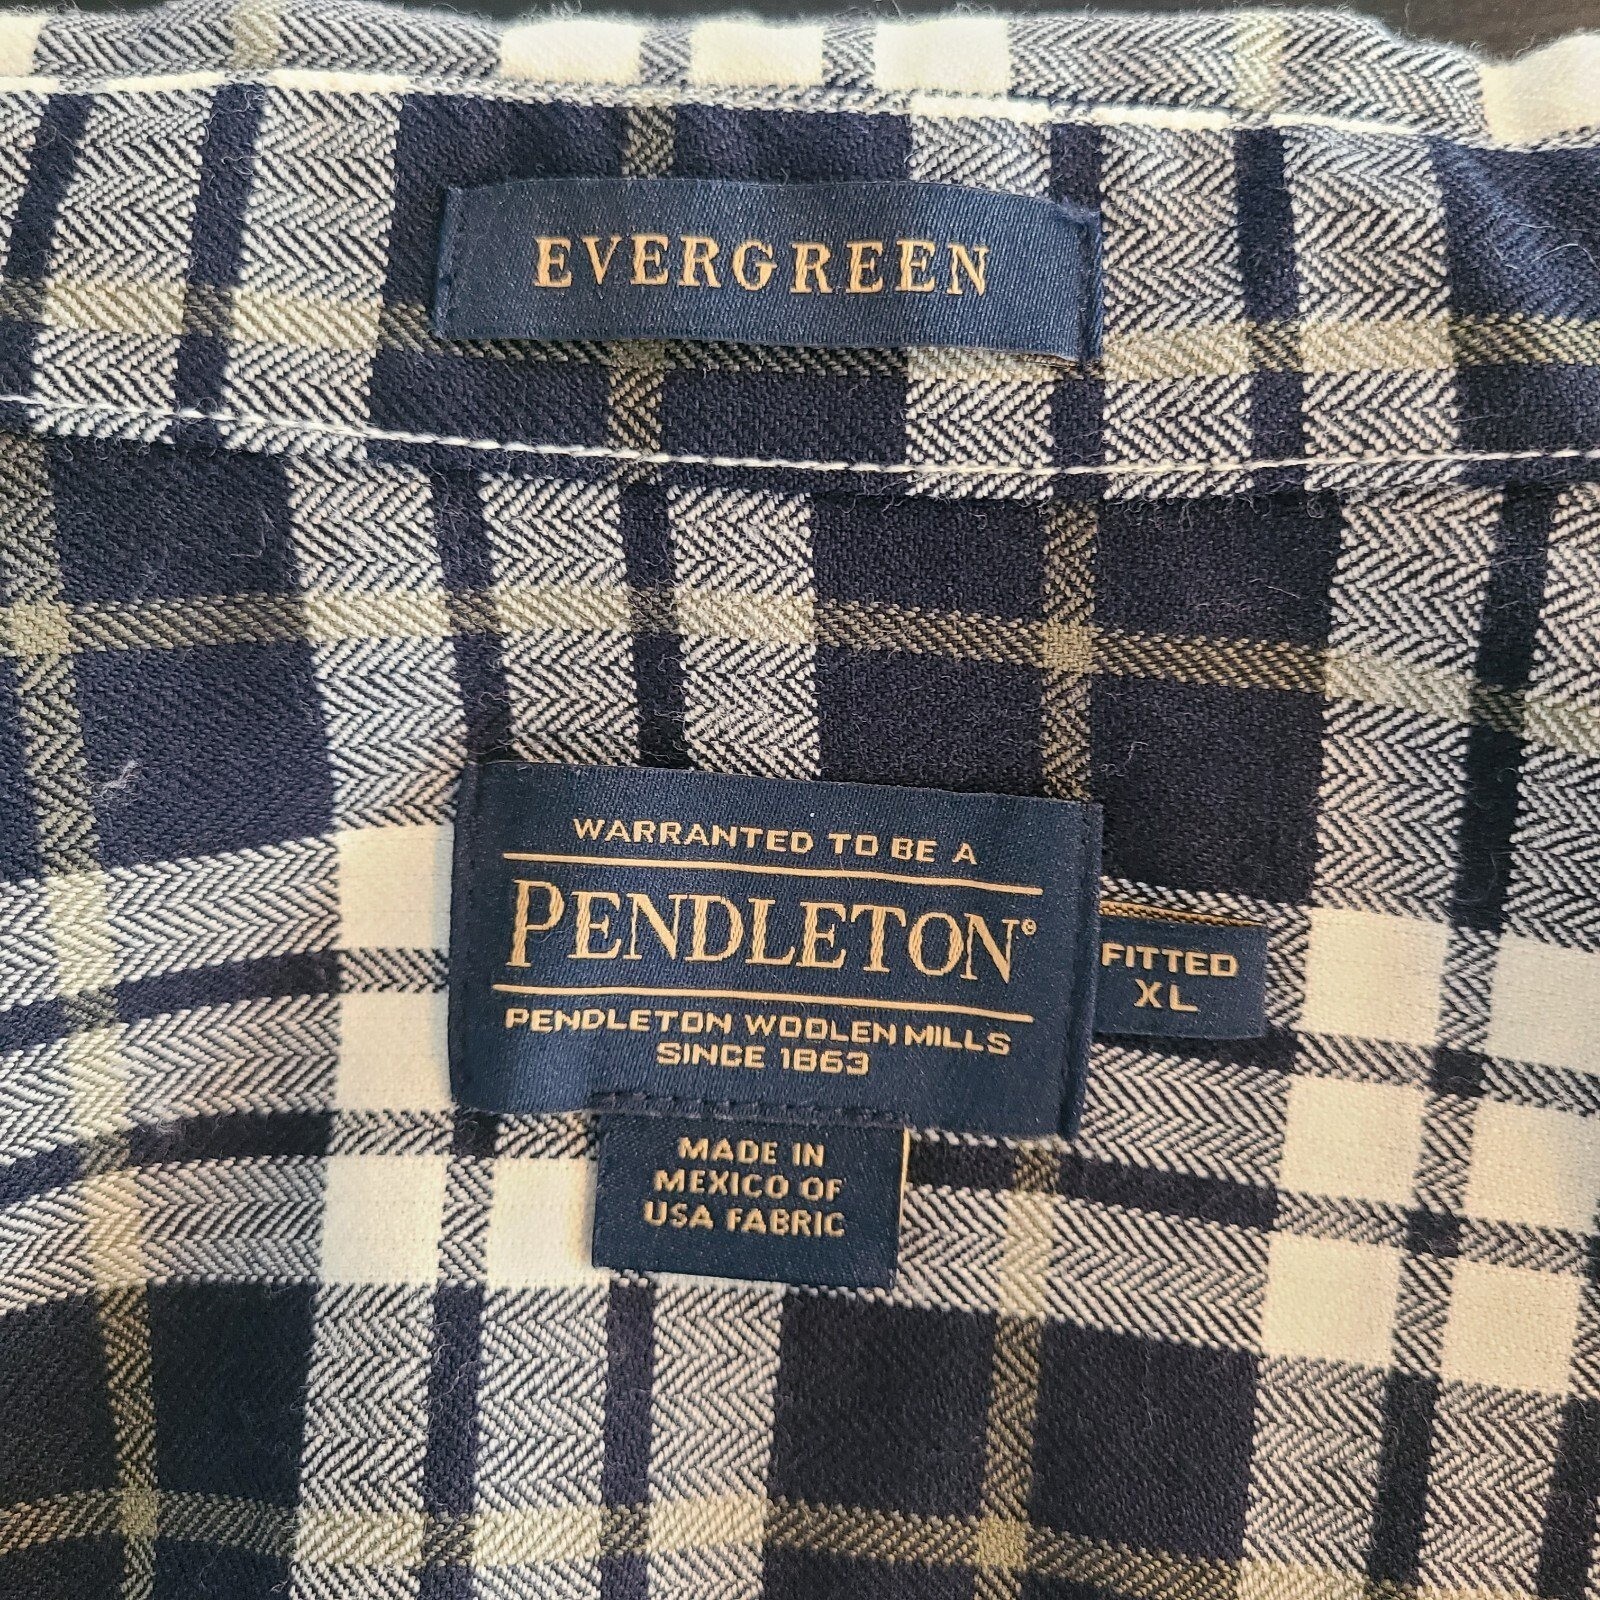 EVERGREEN
WARRANTED TO BE A
PENDLETON®
PENDLETON WOOLEN MILLS
SINCE 1863
FITTED
XL
MADE IN
MEXICO OF
USA FABRIC